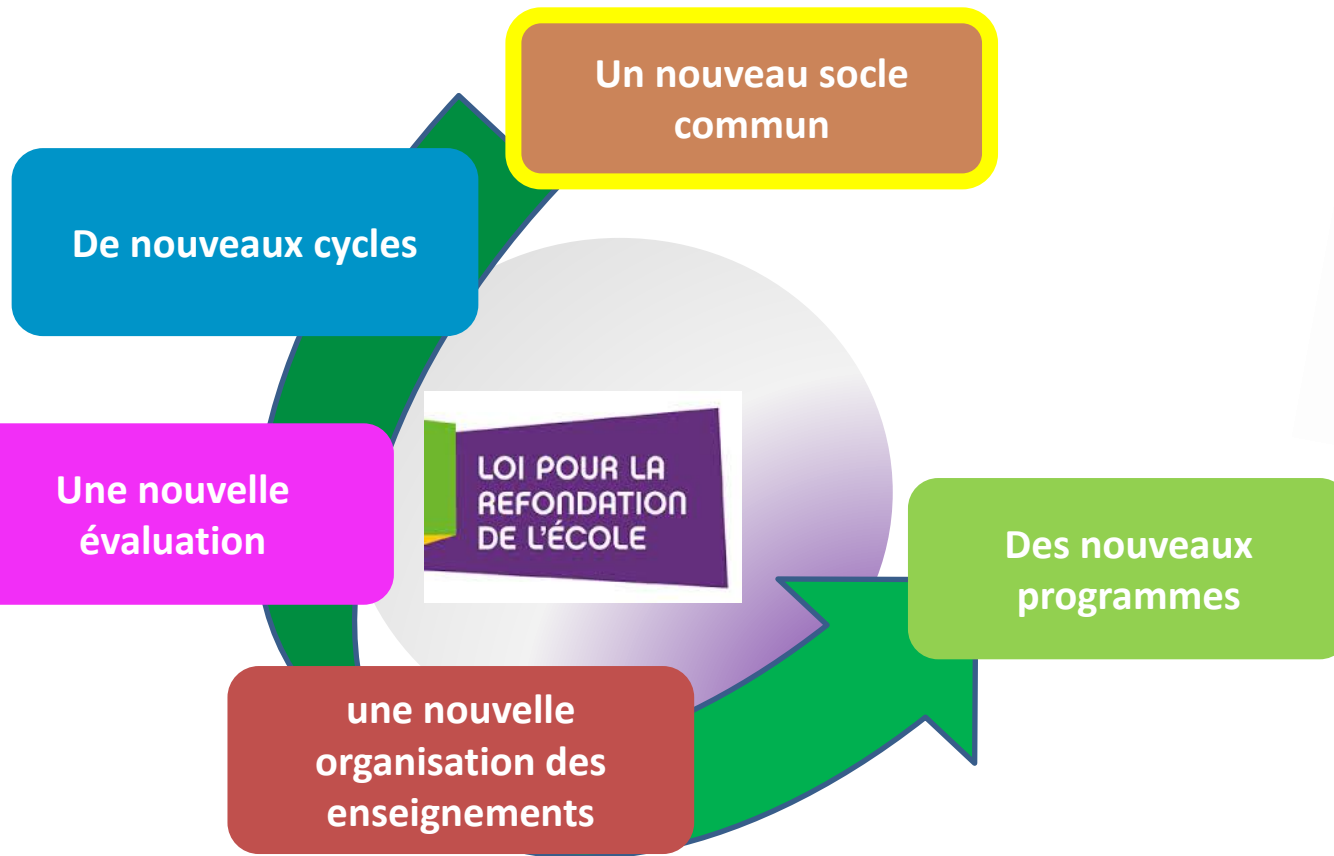 Un nouveau socle
commun
De nouveaux cycles
Une nouvelle
évaluation
LOI POUR LA
REFONDATION
DE L'ÉCOLE
Des nouveaux
programmes
une nouvelle
organisation des
enseignements